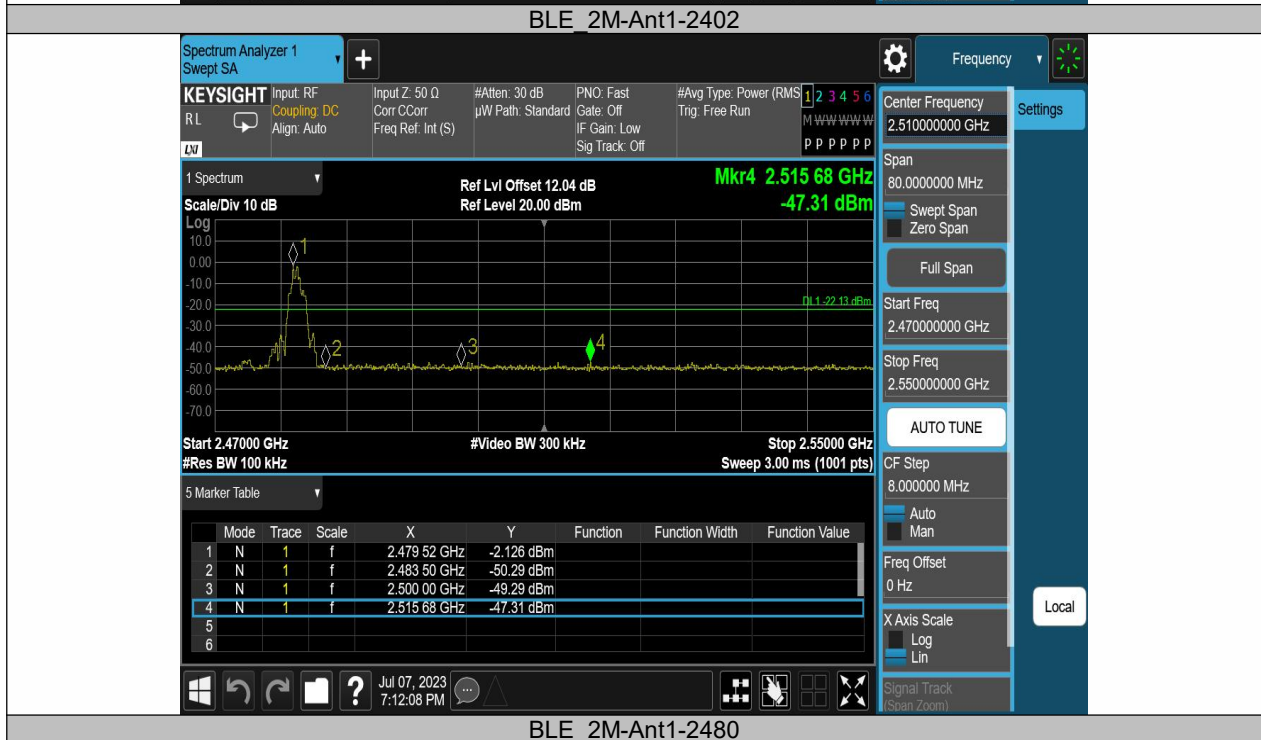 BLE_2M-Ant1-2402
Spectrum Analyzer 1
Swept SA
+
Frequency
KEYSIGHT
RL
LXI
Input: RF
Coupling: DC
Align: Auto
Input Z: 50 Ω
Corr CCorr
Freq Ref: Int (S)
#Atten: 30 dB
µW Path: Standard
PNO: Fast
Gate: Off
IF Gain: Low
Sig Track: Off
#Avg Type: Power (RMS
Trig: Free Run
1 2 3 4 5 6
M W W W W W
P P P P P P
1 Spectrum
Scale/Div 10 dB
Ref Lvl Offset 12.04 dB
Ref Level 20.00 dBm
Mkr4 2.515 68 GHz
-47.31 dBm
Log
10.0
0.00
-10.0
-20.0
-30.0
-40.0
-50.0
-60.0
-70.0
1
2
3
4
DL1 -22.13 dBm
Start 2.47000 GHz
#Res BW 100 kHz
#Video BW 300 kHz
Stop 2.55000 GHz
Sweep 3.00 ms (1001 pts)
5 Marker Table
Mode Trace Scale X Y Function Function Width Function Value
1 N 1 f 2.479 52 GHz -2.126 dBm
2 N 1 f 2.483 50 GHz -50.29 dBm
3 N 1 f 2.500 00 GHz -49.29 dBm
4 N 1 f 2.515 68 GHz -47.31 dBm
5
6
?
Jul 07, 2023
7:12:08 PM
Center Frequency
2.510000000 GHz
Settings
Span
80.0000000 MHz
Swept Span
Zero Span
Full Span
Start Freq
2.470000000 GHz
Stop Freq
2.550000000 GHz
AUTO TUNE
CF Step
8.000000 MHz
Auto
Man
Freq Offset
0 Hz
X Axis Scale
Log
Lin
Local
Signal Track
(Span Zoom)
BLE_2M-Ant1-2480